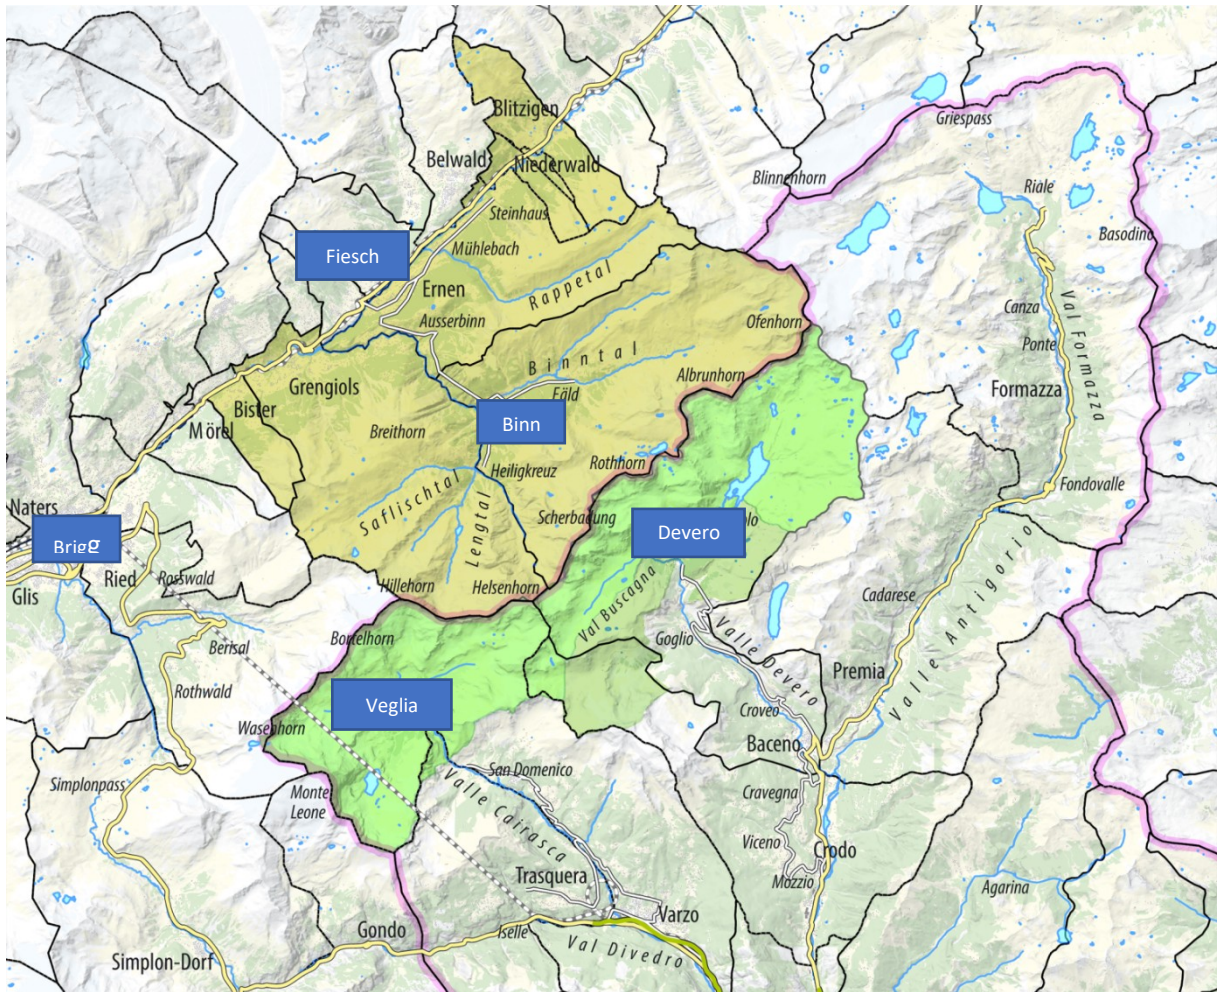 Blitzigen
Griespass
Belwald
Niederwald
Blinnenhorn
Riale
Steinhaus
Basodino
Fiesch
Mühlebach
Rappetal
Ernen
Ausserbinn
Ofenhorn
Canza
Val Formazza
Binntal
Ponte
Albrunhorn
Formazza
Grengiols
Fäld
Bister
Mörel
Breithorn
Binn
Rothhorn
Heiligkreuz
Fondovalle
Saflischtal
Naters
Lengtal
Scherbadung
Brigg
Devero
Ried
Rosswald
Glis
Hillehorn
Helsenhorn
Val Buscagna
Cadarese
Valle Antigorio
Bortelhorn
Goglio
Valle Devero
Berisal
Premia
Rothwald
Veglia
Croveo
Wasenhorn
Baceno
San Domenico
Simplonpass
Monte
Leone
Valle Cairasca
Cravegna
Viceno
Crodo
Trasquera
Mozzio
Agarina
Varzo
Gondo
Iselle
Val Divedro
Simplon-Dorf